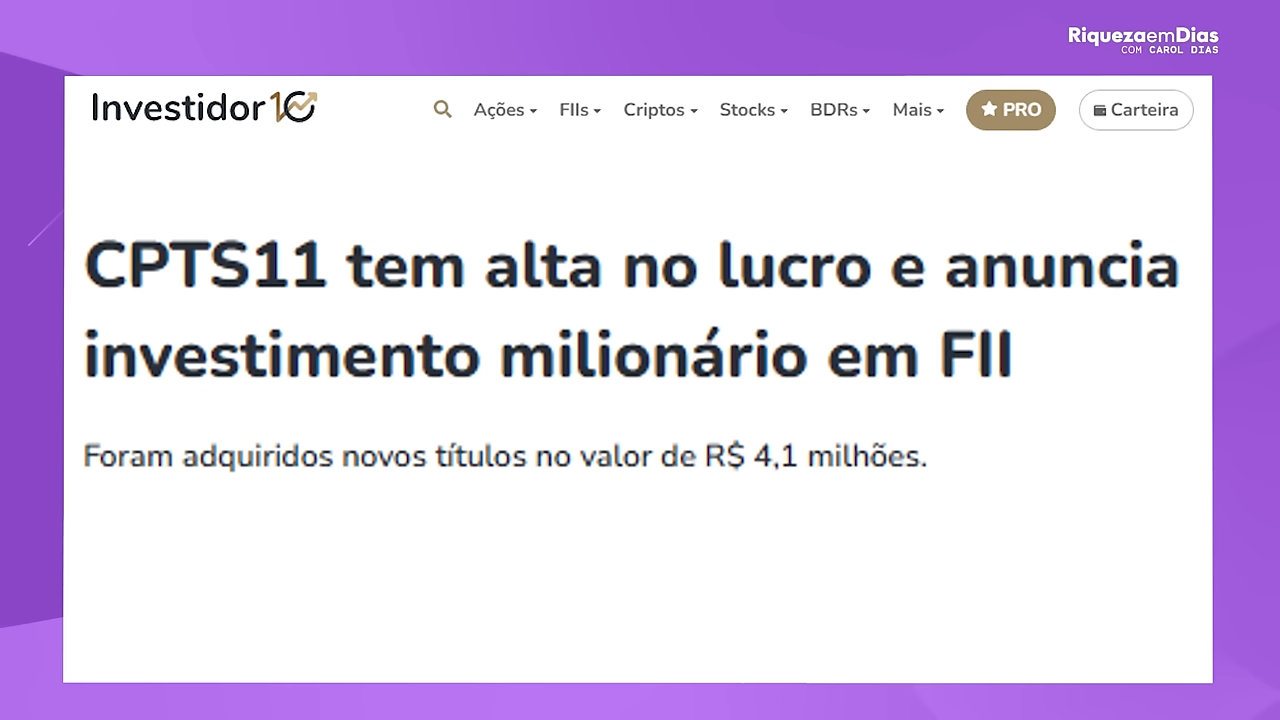 RiquezaemDias
COM CAROL DIAS
Investidor10
Ações FIIs Criptos Stocks BDRs Mais PRO Carteira
CPTS11 tem alta no lucro e anuncia
investimento milionário em FII
Foram adquiridos novos títulos no valor de R$ 4,1 milhões.